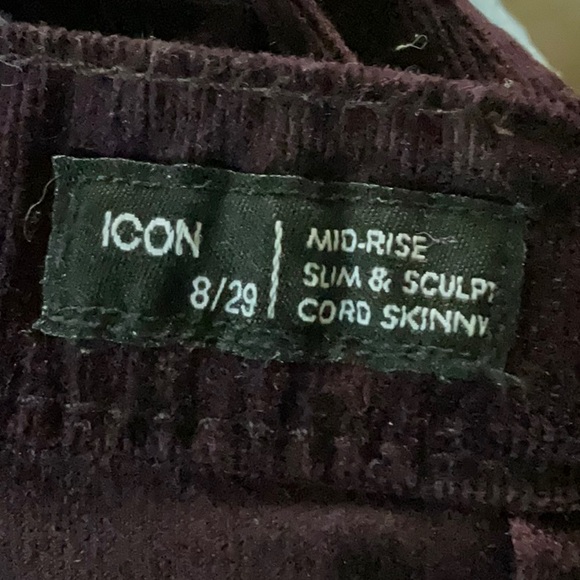 ICON
8/29
MID-RISE
SLIM & SCULPT
CORD SKINNY